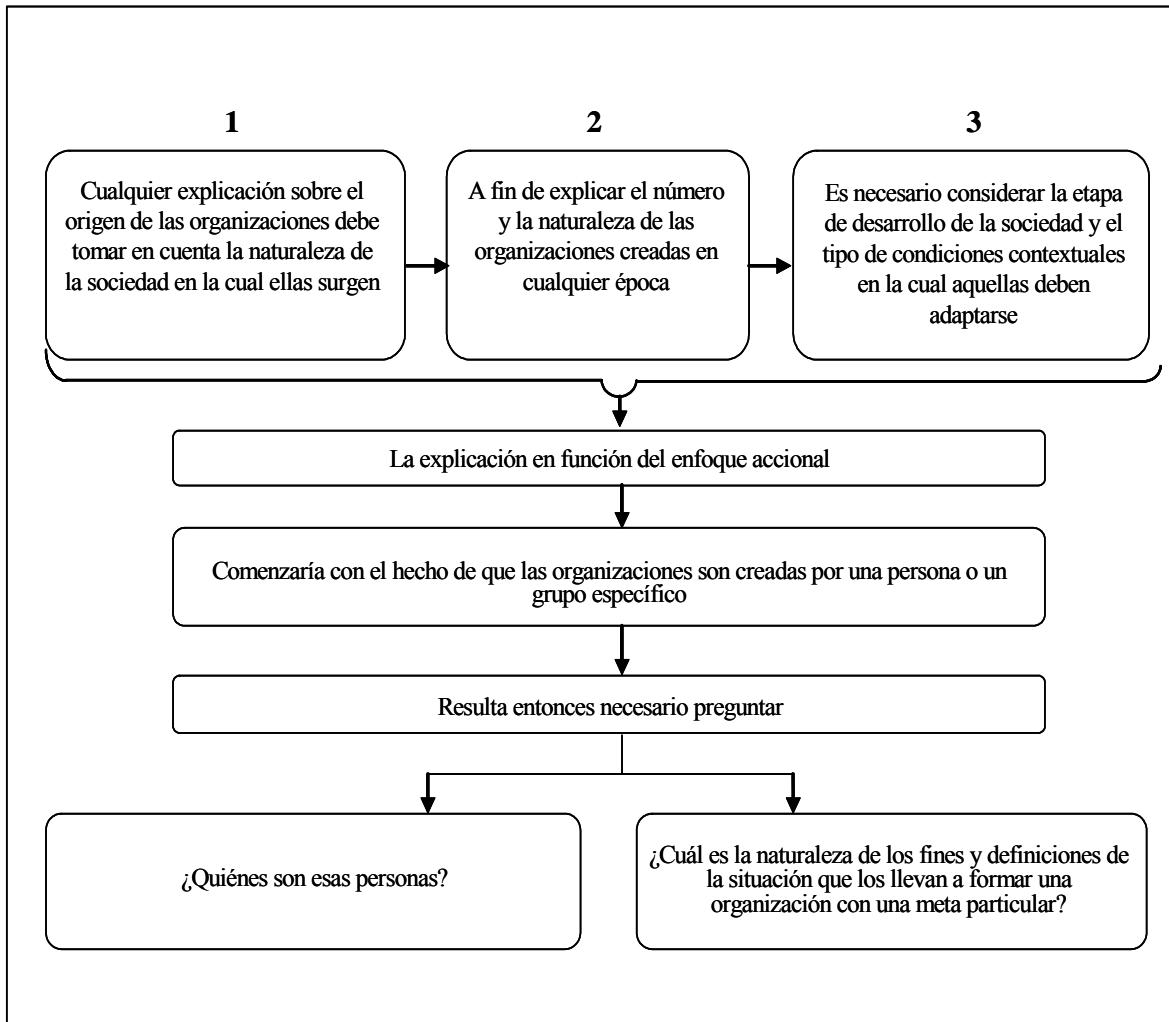 1
2
3
Cualquier explicación sobre el
origen de las organizaciones debe
tomar en cuenta la naturaleza de
la sociedad en la cual ellas surgen
A fin de explicar el número
y la naturaleza de las
organizaciones creadas en
cualquier época
Es necesario considerar la etapa
de desarrollo de la sociedad y el
tipo de condiciones contextuales
en la cual aquellas deben
adaptarse
La explicación en función del enfoque accional
Comenzaría con el hecho de que las organizaciones son creadas por una persona o un
grupo específico
Resulta entonces necesario preguntar
¿Quiénes son esas personas?
¿Cuál es la naturaleza de los fines y definiciones de
la situación que los llevan a formar una
organización con una meta particular?